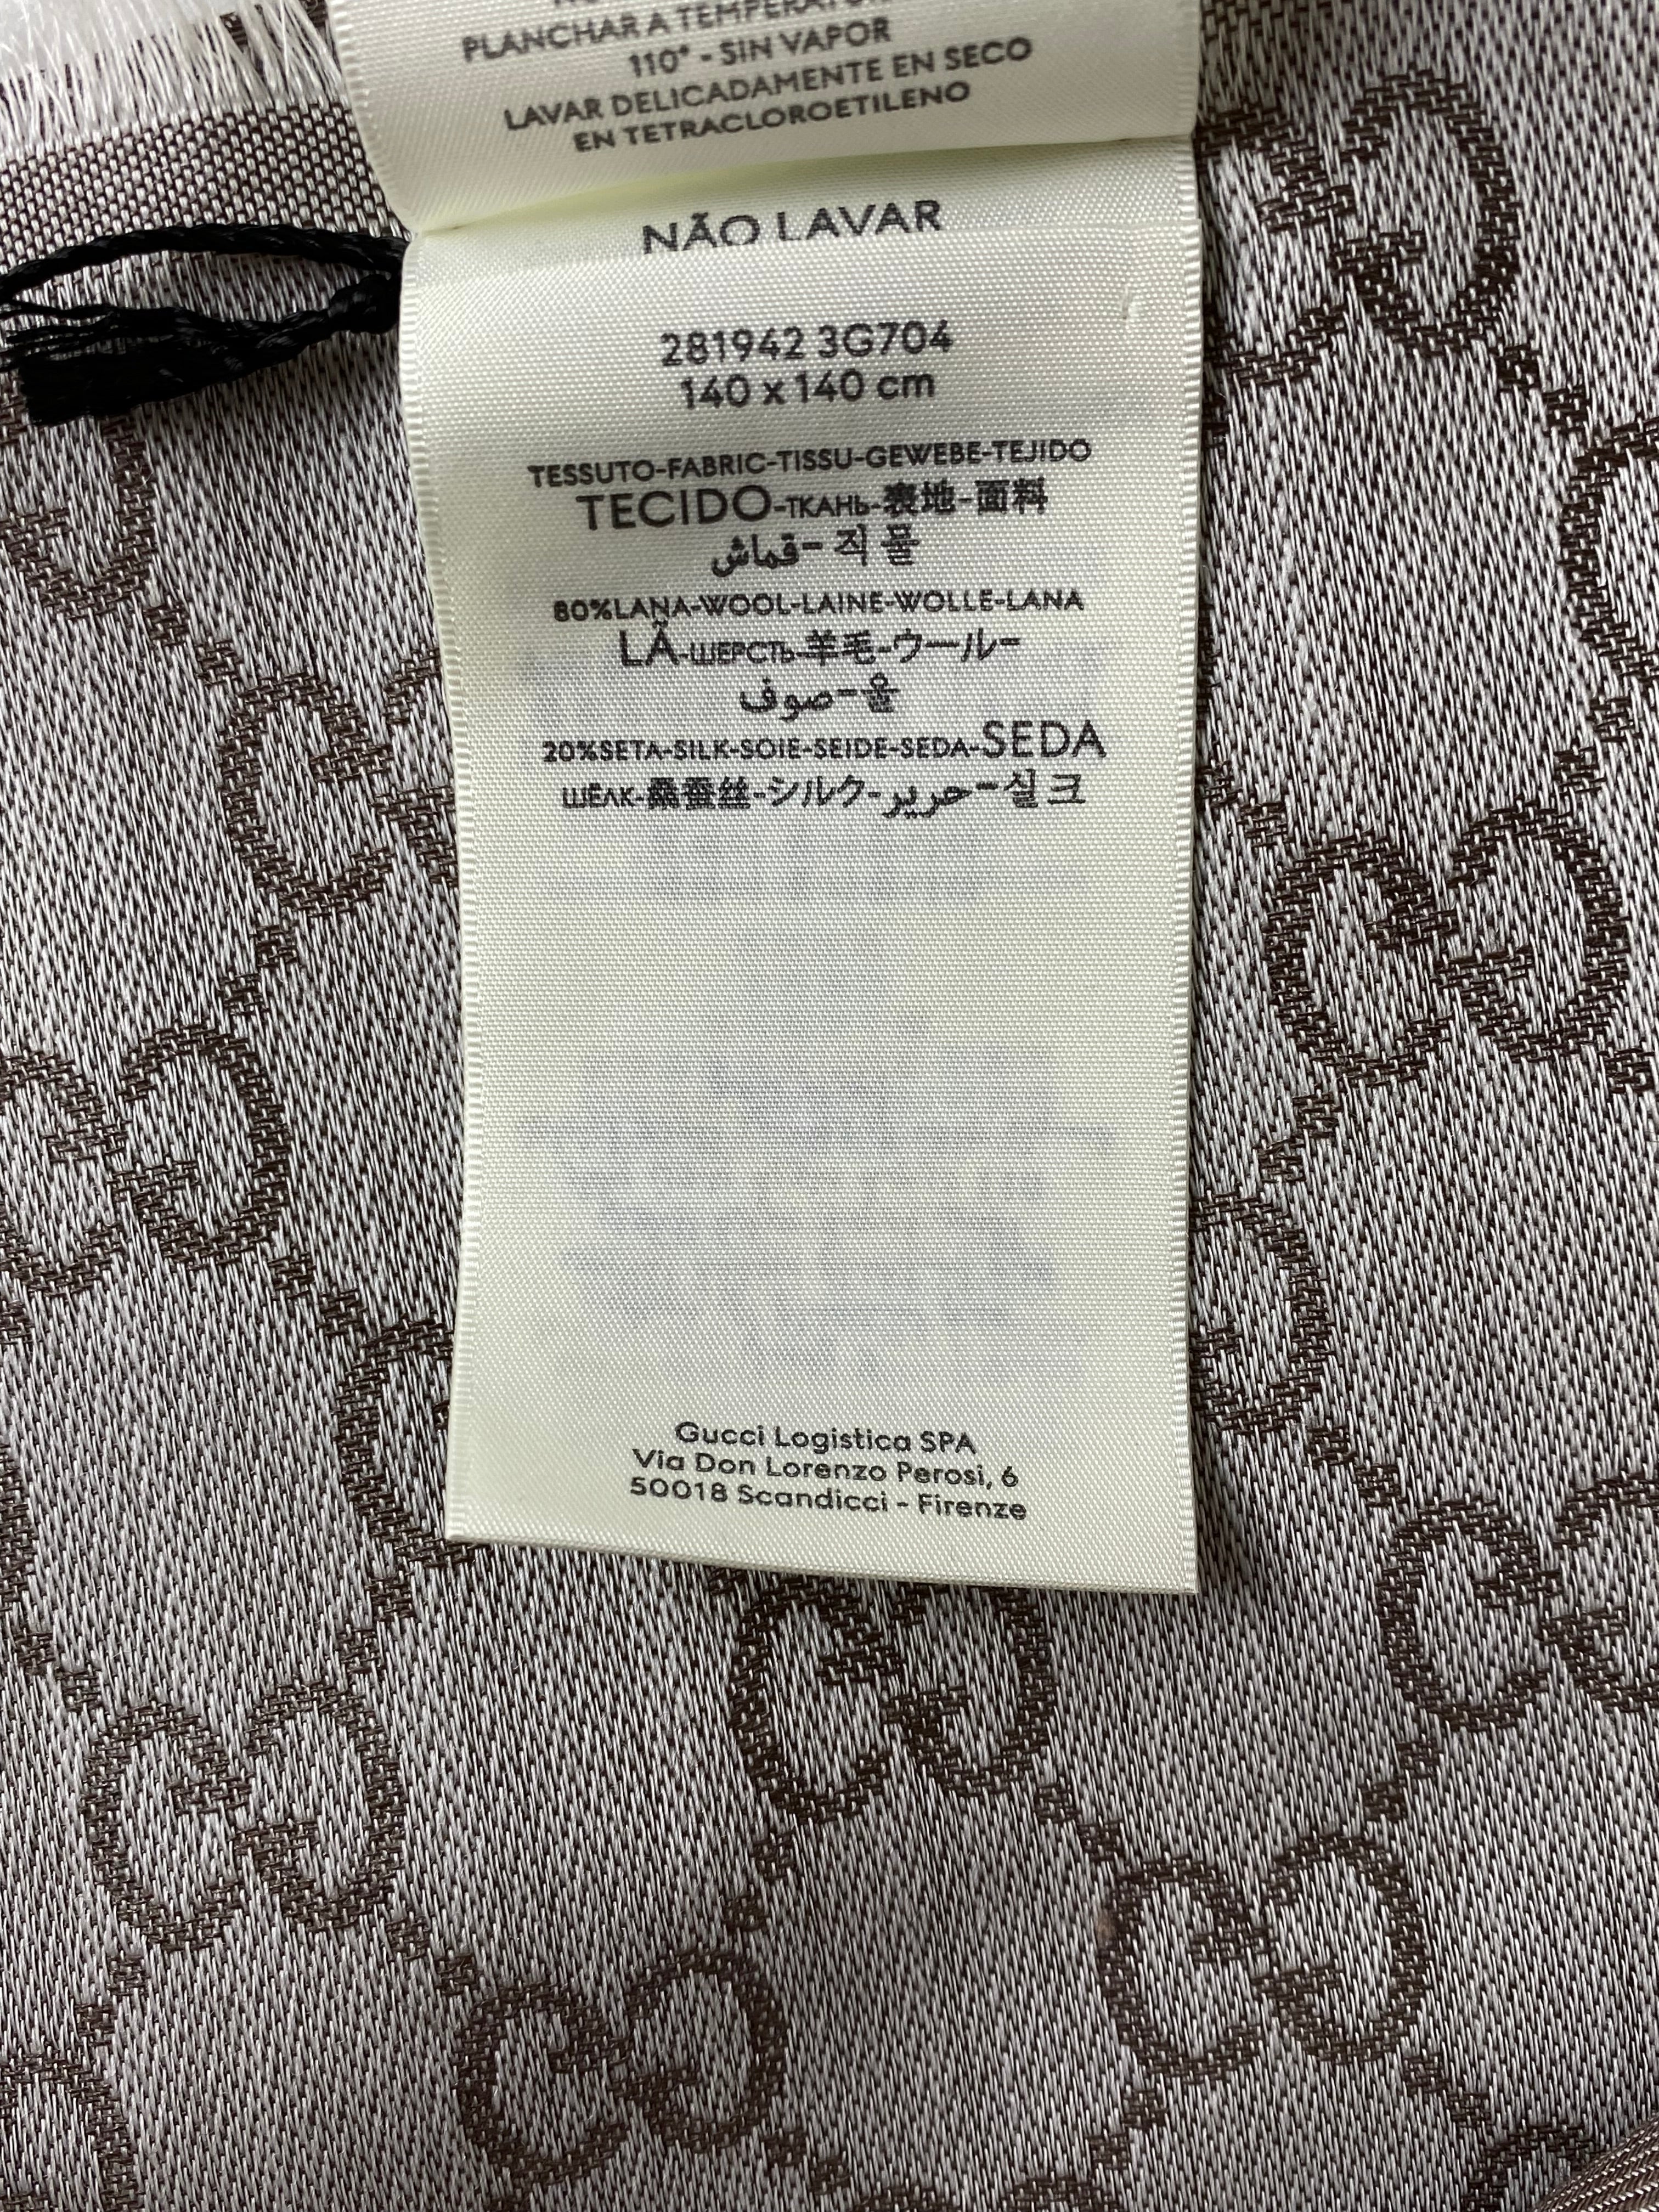 PLANCHAR A TEMPERATUR
110° - SIN VAPOR
LAVAR DELICADAMENTE EN SECO
EN TETRACLOROETILENO
NÃO LAVAR
281942 3G704
140 x 140 cm
TESSUTO-FABRIC-TISSU-GEWEBE-TEJIDO
TECIDO-ТКАНЬ-表地-面料
قماش-직물
80%LANA-WOOL-LAINE-WOLLE-LANA
LÃ-ШЕРСТЬ-羊毛-ウール-
صوف-울
20%SETA-SILK-SOIE-SEIDE-SEDA-SEDA
ШЁЛК-桑蚕丝-シルク-حرير-실크
Gucci Logistica SPA
Via Don Lorenzo Perosi, 6
50018 Scandicci - Firenze